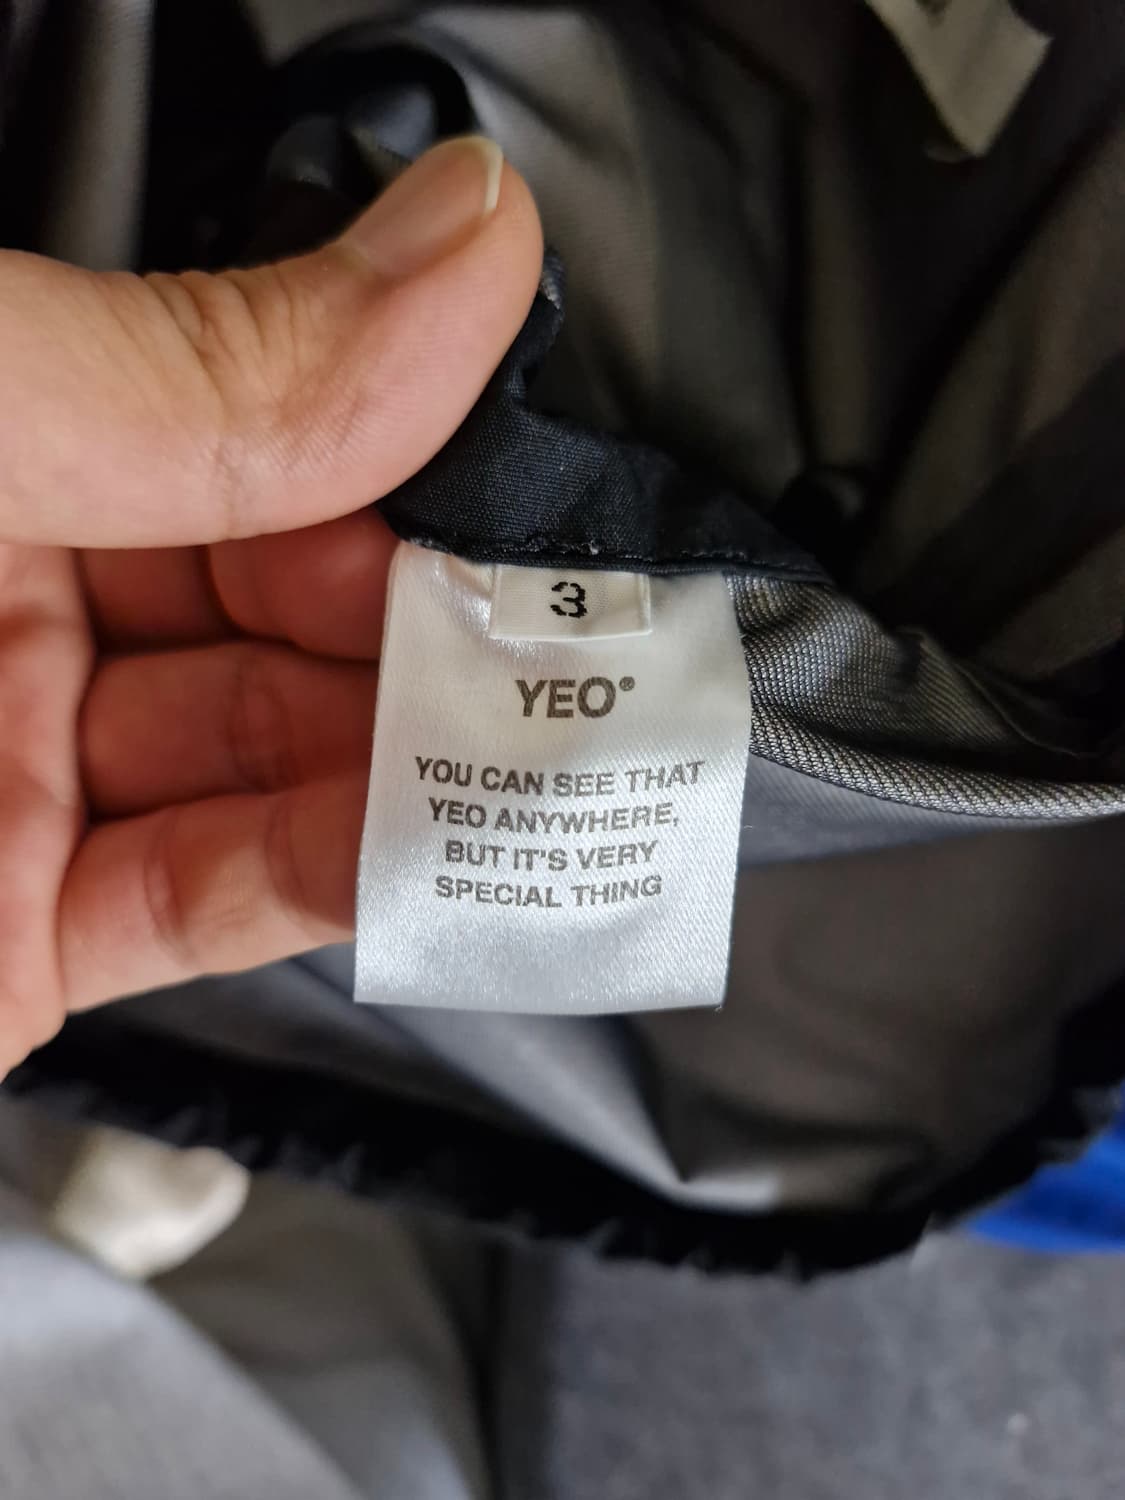 3
YEO®
YOU CAN SEE THAT
YEO ANYWHERE,
BUT IT'S VERY
SPECIAL THING